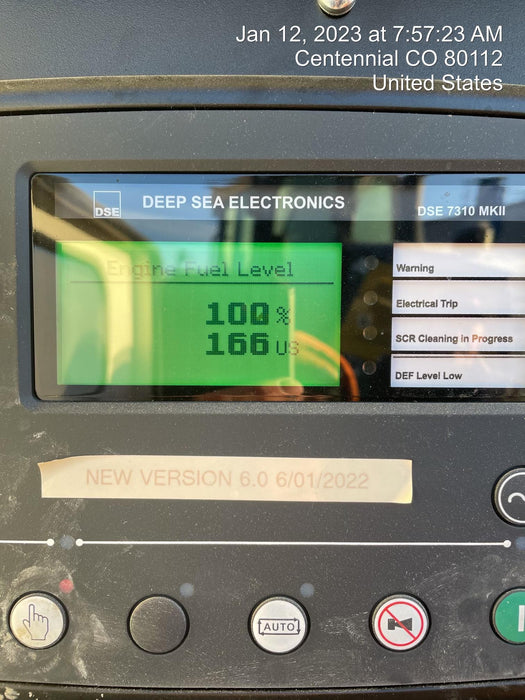 Jan 12, 2023 at 7:57:23 AM
Centennial CO 80112
United States
DSE
DEEP SEA ELECTRONICS
DSE 7310 MKII
Engine Fuel Level
100 %
166 US
Warning
Electrical Trip
SCR Cleaning in Progress
DEF Level Low
NEW VERSION 6.0 6/01/2022
AUTO